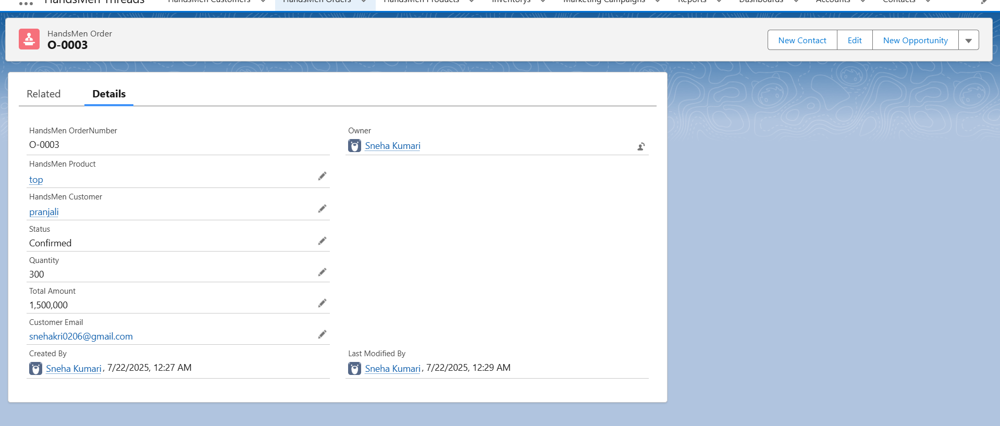 HandsMen Threads
HandsMen Customers
HandsMen Orders
HandsMen Products
Inventorys
Marketing Campaigns
Reports
Dashboards
Accounts
Contacts
HandsMen Order
O-0003
New Contact
Edit
New Opportunity
Related
Details
HandsMen OrderNumber
O-0003
Owner
Sneha Kumari
HandsMen Product
top
HandsMen Customer
pranjali
Status
Confirmed
Quantity
300
Total Amount
1,500,000
Customer Email
snehakri0206@gmail.com
Created By
Sneha Kumari, 7/22/2025, 12:27 AM
Last Modified By
Sneha Kumari, 7/22/2025, 12:29 AM